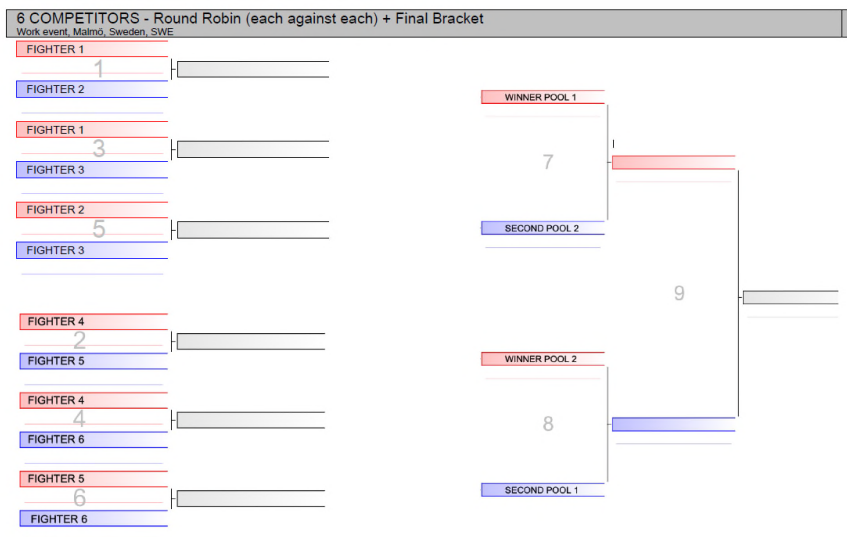 6 COMPETITORS - Round Robin (each against each) + Final Bracket
Work event, Malmö, Sweden, SWE
FIGHTER 1
1
FIGHTER 2
FIGHTER 1
3
FIGHTER 3
FIGHTER 2
5
FIGHTER 3
FIGHTER 4
2
FIGHTER 5
FIGHTER 4
4
FIGHTER 6
FIGHTER 5
6
FIGHTER 6
WINNER POOL 1
7
SECOND POOL 2
WINNER POOL 2
8
SECOND POOL 1
9